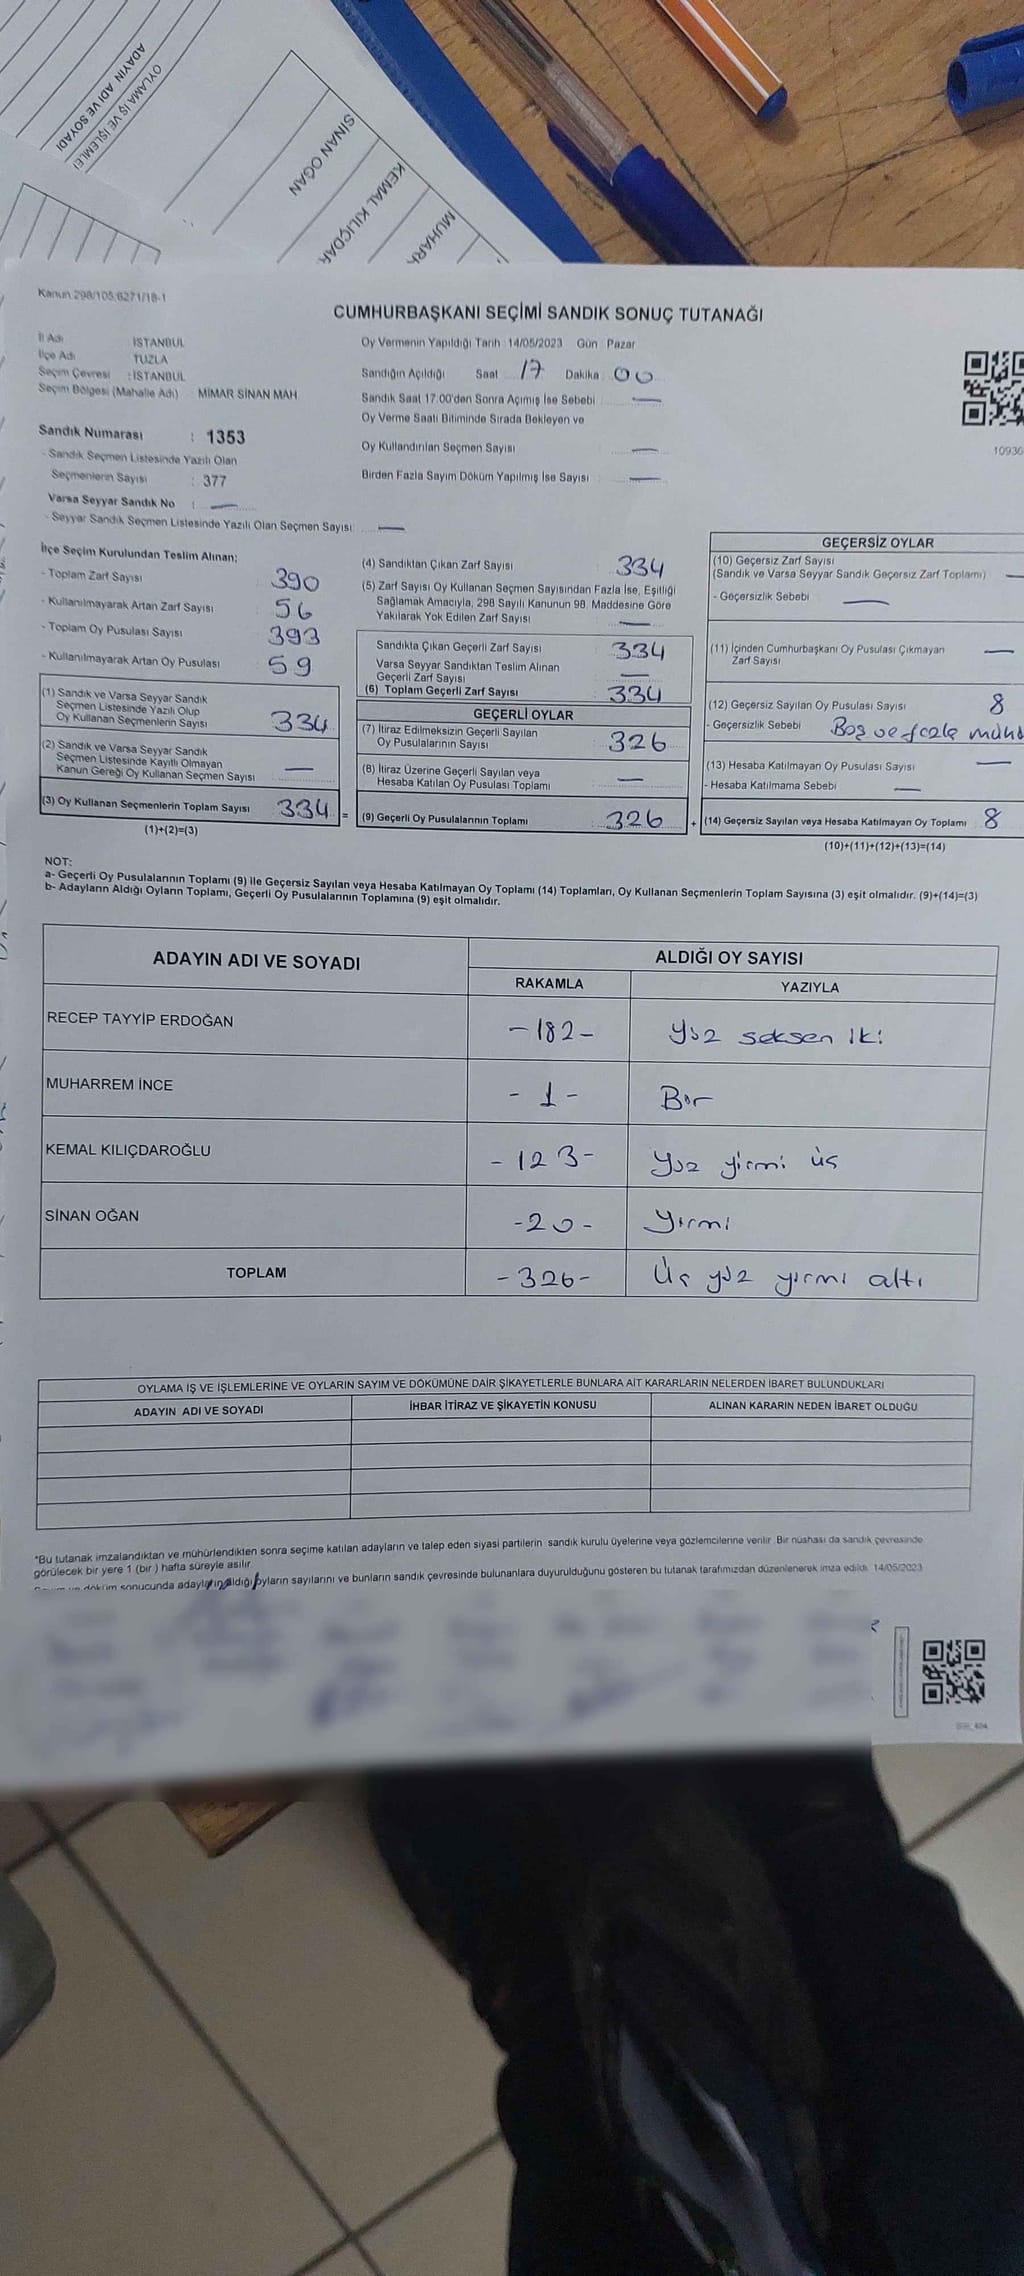 OYLAMA İŞ VE İŞLEMLEI
ADAYIN ADI VE SOYADI
SİNAN OĞAN
KEMAL KILIÇDAR
MUHARI
Kanun 298/105,6271/18-1
CUMHURBAŞKANI SEÇİMİ SANDIK SONUÇ TUTANAĞI
İl Adı İSTANBUL
İlçe Adı TUZLA
Seçim Çevresi : İSTANBUL
Seçim Bölgesi (Mahalle Adı) MİMAR SİNAN MAH
Oy Vermenin Yapıldığı Tarih 14/05/2023 Gün Pazar
Sandığın Açıldığı Saat 17 Dakika 00
Sandık Saat 17:00'den Sonra Açımış İse Sebebi : —
Oy Verme Saati Bitiminde Sırada Bekleyen ve
Oy Kullandırılan Seçmen Sayısı : —
Birden Fazla Sayım Döküm Yapılmış İse Sayısı : —
10936
Sandık Numarası : 1353
- Sandık Seçmen Listesinde Yazılı Olan
Seçmenlerin Sayısı : 377
Varsa Seyyar Sandık No : —
- Seyyar Sandık Seçmen Listesinde Yazılı Olan Seçmen Sayısı: —
İlçe Seçim Kurulundan Teslim Alınan;
- Toplam Zarf Sayısı 390
- Kullanılmayarak Artan Zarf Sayısı 56
- Toplam Oy Pusulası Sayısı 393
- Kullanılmayarak Artan Oy Pusulası 59
(1) Sandık ve Varsa Seyyar Sandık
Seçmen Listesinde Yazılı Olup
Oy Kullanan Seçmenlerin Sayısı 334
(2) Sandık ve Varsa Seyyar Sandık
Seçmen Listesinde Kayıtlı Olmayan
Kanun Gereği Oy Kullanan Seçmen Sayısı —
(3) Oy Kullanan Seçmenlerin Toplam Sayısı 334 =
(1)+(2)=(3)
(4) Sandıktan Çıkan Zarf Sayısı 334
(5) Zarf Sayısı Oy Kullanan Seçmen Sayısından Fazla İse, Eşitliği
Sağlamak Amacıyla, 298 Sayılı Kanunun 98. Maddesine Göre
Yakılarak Yok Edilen Zarf Sayısı —
Sandıkta Çıkan Geçerli Zarf Sayısı 334
Varsa Seyyar Sandıktan Teslim Alınan
Geçerli Zarf Sayısı —
(6) Toplam Geçerli Zarf Sayısı 334
GEÇERLİ OYLAR
(7) İtiraz Edilmeksizin Geçerli Sayılan
Oy Pusulalarının Sayısı 326
(8) İtiraz Üzerine Geçerli Sayılan veya
Hesaba Katılan Oy Pusulası Toplamı —
(9) Geçerli Oy Pusulalarının Toplamı 326 +
GEÇERSİZ OYLAR
(10) Geçersiz Zarf Sayısı
(Sandık ve Varsa Seyyar Sandık Geçersiz Zarf Toplamı) —
- Geçersizlik Sebebi —
(11) İçinden Cumhurbaşkanı Oy Pusulası Çıkmayan
Zarf Sayısı —
(12) Geçersiz Sayılan Oy Pusulası Sayısı 8
- Geçersizlik Sebebi Boş ve fazla mühü
(13) Hesaba Katılmayan Oy Pusulası Sayısı —
- Hesaba Katılmama Sebebi —
(14) Geçersiz Sayılan veya Hesaba Katılmayan Oy Toplamı 8
(10)+(11)+(12)+(13)=(14)
NOT:
a- Geçerli Oy Pusulalarının Toplamı (9) ile Geçersiz Sayılan veya Hesaba Katılmayan Oy Toplamı (14) Toplamları, Oy Kullanan Seçmenlerin Toplam Sayısına (3) eşit olmalıdır. (9)+(14)=(3)
b- Adayların Aldığı Oyların Toplamı, Geçerli Oy Pusulalarının Toplamına (9) eşit olmalıdır.
ADAYIN ADI VE SOYADI ALDIĞI OY SAYISI
RAKAMLA YAZIYLA
RECEP TAYYİP ERDOĞAN -182- Yüz seksen iki
MUHARREM İNCE -1- Bir
KEMAL KILIÇDAROĞLU -123- Yüz yirmi üç
SİNAN OĞAN -20- Yirmi
TOPLAM -326- Üç yüz yirmi altı
OYLAMA İŞ VE İŞLEMLERİNE VE OYLARIN SAYIM VE DÖKÜMÜNE DAİR ŞİKAYETLERLE BUNLARA AİT KARARLARIN NELERDEN İBARET BULUNDUKLARI
ADAYIN ADI VE SOYADI İHBAR İTİRAZ VE ŞİKAYETİN KONUSU ALINAN KARARIN NEDEN İBARET OLDUĞU
*Bu tutanak imzalandıktan ve mühürlendikten sonra seçime katılan adayların ve talep eden siyasi partilerin sandık kurulu üyelerine veya gözlemcilerine verilir. Bir nüshası da sandık çevresinde
görülecek bir yere 1 (bir) hafta süreyle asılır.
döküm sonucunda adayların aldığı oyların sayılarını ve bunların sandık çevresinde bulunanlara duyurulduğunu gösteren bu tutanak tarafımızdan düzenlenerek imza edildi. 14/05/2023